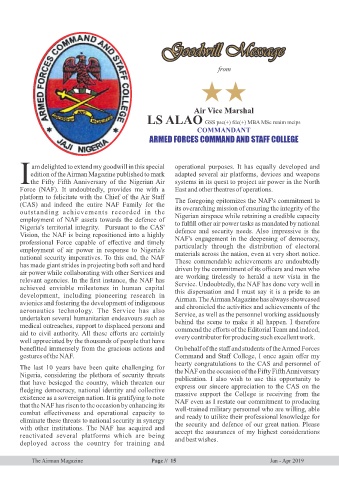 ARMED FORCES COMMAND AND STAFF COLLEGE
JAJI NIGERIA
Goodwill Message
from
Air Vice Marshal
LS ALAO GSS psc(+) fdc(+) MBA MSc
COMMANDANT
ARMED FORCES COMMAND AND STAFF COLLEGE
I am delighted to extend my goodwill in this special
edition of the Airman Magazine published to mark
the Fifty Fifth Anniversary of the Nigerian Air
Force (NAF). It undoubtedly, provides me with a
platform to felicitate with the Chief of the Air Staff
(CAS) and indeed the entire NAF Family for the
outstanding achievements recorded in the
employment of NAF assets towards the defence of
Nigeria's territorial integrity. Pursuant to the CAS'
Vision, the NAF is being repositioned into a highly
professional Force capable of effective and timely
employment of air power in response to Nigeria's
national security imperatives. To this end, the NAF
has made giant strides in projecting both soft and hard
air power while collaborating with other Services and
relevant agencies. In the first instance, the NAF has
achieved enviable milestones in human capital
development, including pioneering research in
avionics and fostering the development of indigenous
aeronautics technology. The Service has also
undertaken several humanitarian endeavours such as
medical outreaches, support to displaced persons and
aid to civil authority. All these efforts are certainly
well appreciated by the thousands of people that have
benefitted immensely from the gracious actions and
gestures of the NAF.
The last 10 years have been quite challenging for
Nigeria, considering the plethora of security threats
that have besieged the country, which threaten our
fledging democracy, national identity and collective
existence as a sovereign nation. It is gratifying to note
that the NAF has risen to the occasion by enhancing its
combat effectiveness and operational capacity to
eliminate these threats to national security in synergy
with other institutions. The NAF has acquired and
reactivated several platforms which are being
deployed across the country for training and
operational purposes. It has equally developed and
adapted several air platforms, devices and weapons
systems in its quest to project air power in the North
East and other theatres of operations.
The foregoing epitomizes the NAF's commitment to
its overarching mission of ensuring the integrity of the
Nigerian airspace while retaining a credible capacity
to fulfill other air power tasks as mandated by national
defence and security needs. Also impressive is the
NAF's engagement in the deepening of democracy,
particularly through the distribution of electoral
materials across the nation, even at very short notice.
These commendable achievements are undoubtedly
driven by the commitment of its officers and men who
are working tirelessly to herald a new vista in the
Service. Undoubtedly, the NAF has done very well in
this dispensation and I must say it is a pride to an
Airman. The Airman Magazine has always showcased
and chronicled the activities and achievements of the
Service, as well as the personnel working assiduously
behind the scene to make it all happen. I therefore
commend the efforts of the Editorial Team and indeed,
every contributor for producing such excellent work.
On behalf of the staff and students of the Armed Forces
Command and Staff College, I once again offer my
hearty congratulations to the CAS and personnel of
the NAF on the occasion of the Fifty Fifth Anniversary
publication. I also wish to use this opportunity to
express our sincere appreciation to the CAS on the
massive support the College is receiving from the
NAF even as I restate our commitment to producing
well-trained military personnel who are willing, able
and ready to utilize their professional knowledge for
the security and defence of our great nation. Please
accept the assurances of my highest considerations
and best wishes.
The Airman Magazine Page // 15 Jan - Apr 2019